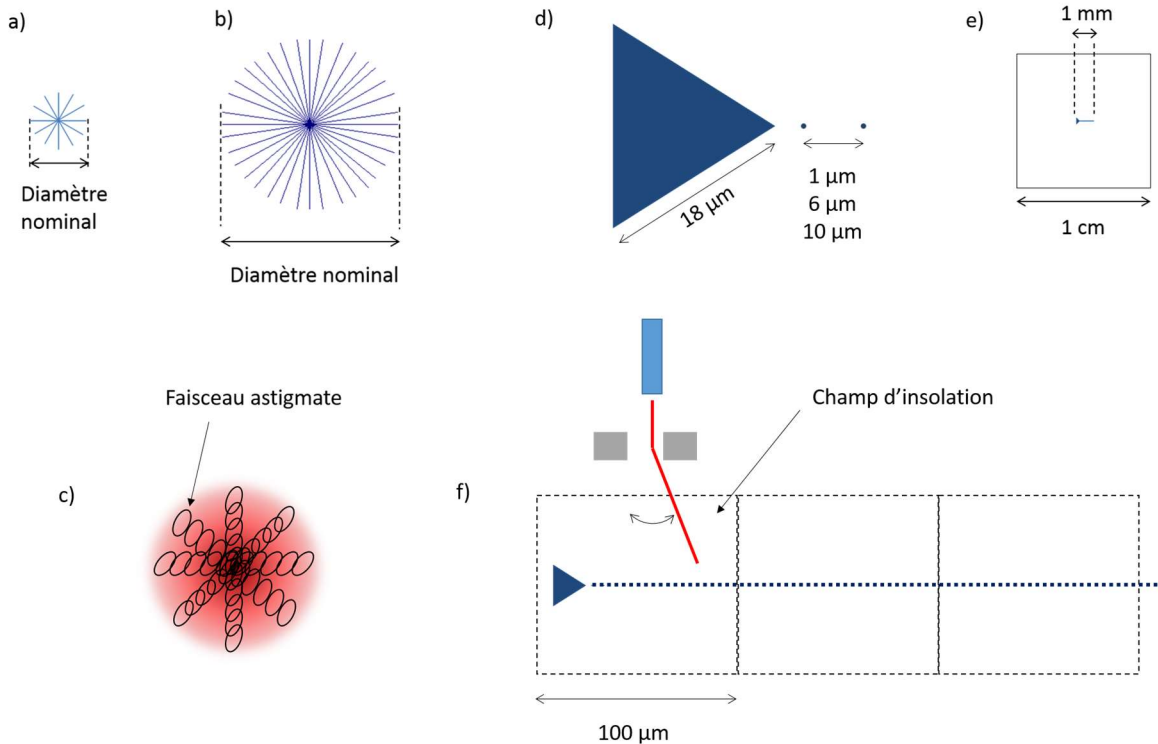 a)
b)
d)
e)
1 mm
Diamètre
nominal
Diamètre nominal
18 µm
1 µm
6 µm
10 µm
1 cm
Faisceau astigmate
Champ d’insolation
c)
f)
100 µm